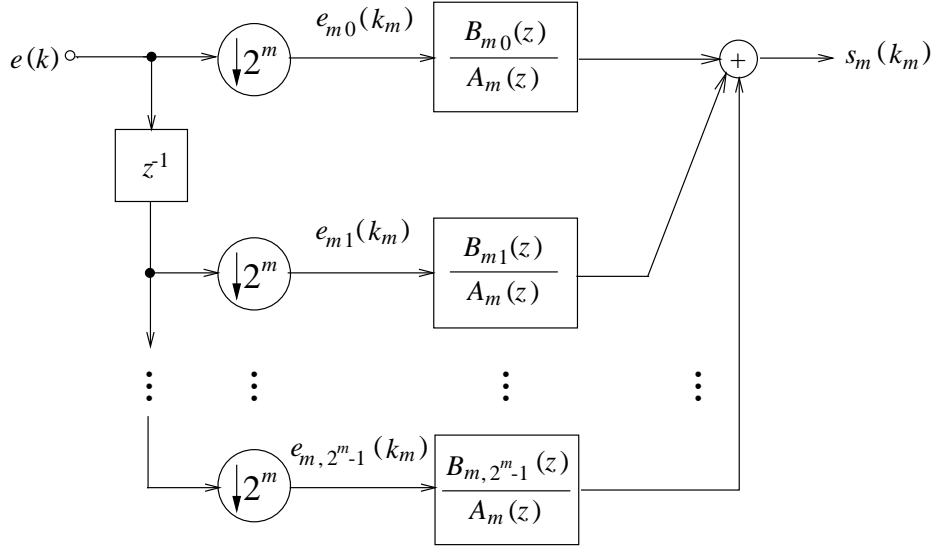 e(k) ↓2^m e_{m0}(k_m) B_{m0}(z) / A_m(z) + s_m(k_m)
z^{-1}
↓2^m e_{m1}(k_m) B_{m1}(z) / A_m(z)
↓2^m e_{m,2^m-1}(k_m) B_{m,2^m-1}(z) / A_m(z)